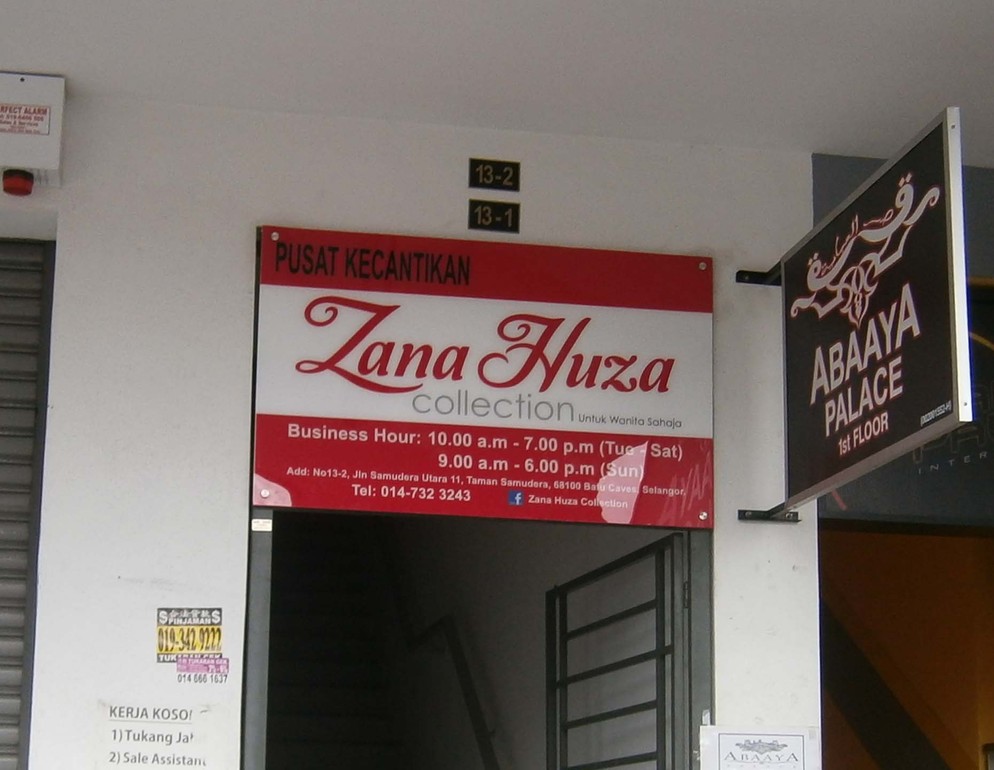 13-2
13-1
PUSAT KECANTIKAN
Zana Huza
collection Untuk Wanita Sahaja
Business Hour: 10.00 a.m - 7.00 p.m (Tue - Sat)
9.00 a.m - 6.00 p.m (Sun)
Add: No13-2, Jln Samudera Utara 11, Taman Samudera, 68100 Batu Caves, Selangor.
Tel: 014-732 3243
Zana Huza Collection
ABAAYA
PALACE
1st FLOOR
PINJAMAN
019-342 9222
014 666 1637
KERJA KOSO
1) Tukang Ja
2) Sale Assistan
ABAAYA